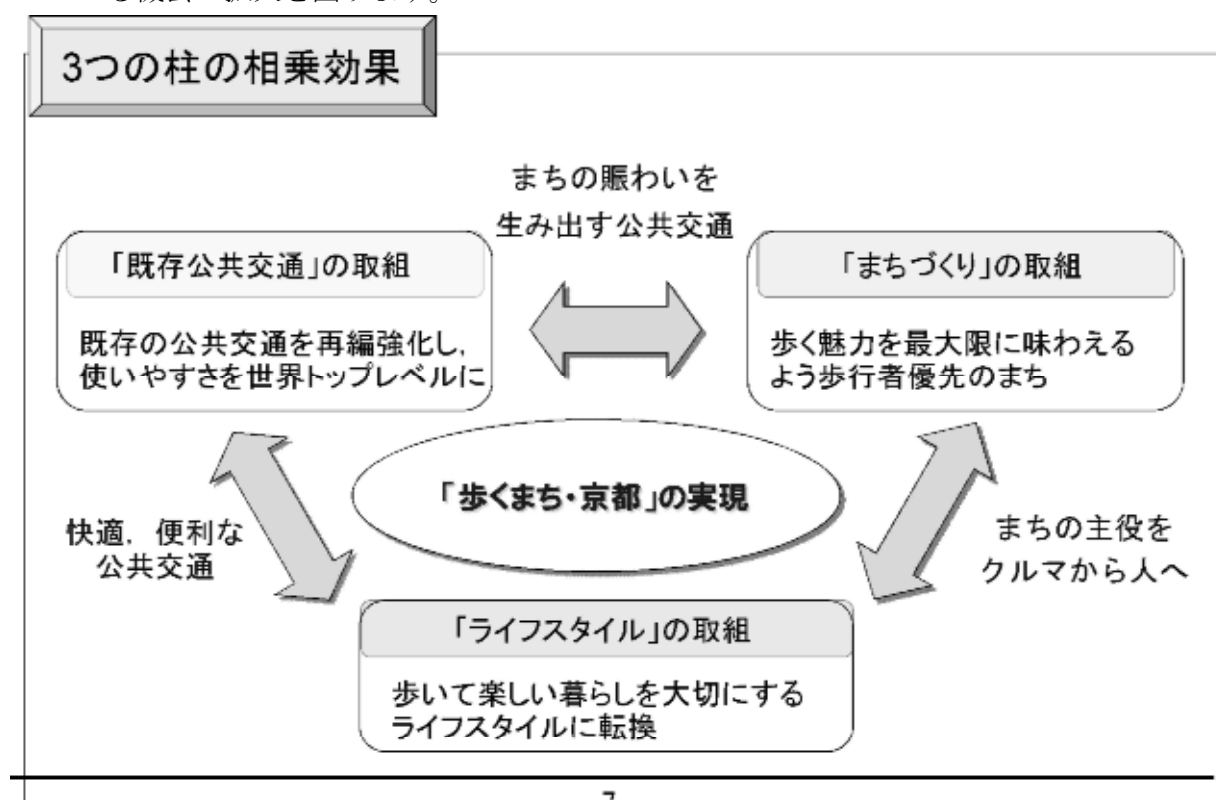 3つの柱の相乗効果
まちの賑わいを
生み出す公共交通
「既存公共交通」の取組
既存の公共交通を再編強化し，
使いやすさを世界トップレベルに
「まちづくり」の取組
歩く魅力を最大限に味わえる
よう歩行者優先のまち
「歩くまち・京都」の実現
快適，便利な
公共交通
まちの主役を
クルマから人へ
「ライフスタイル」の取組
歩いて楽しい暮らしを大切にする
ライフスタイルに転換